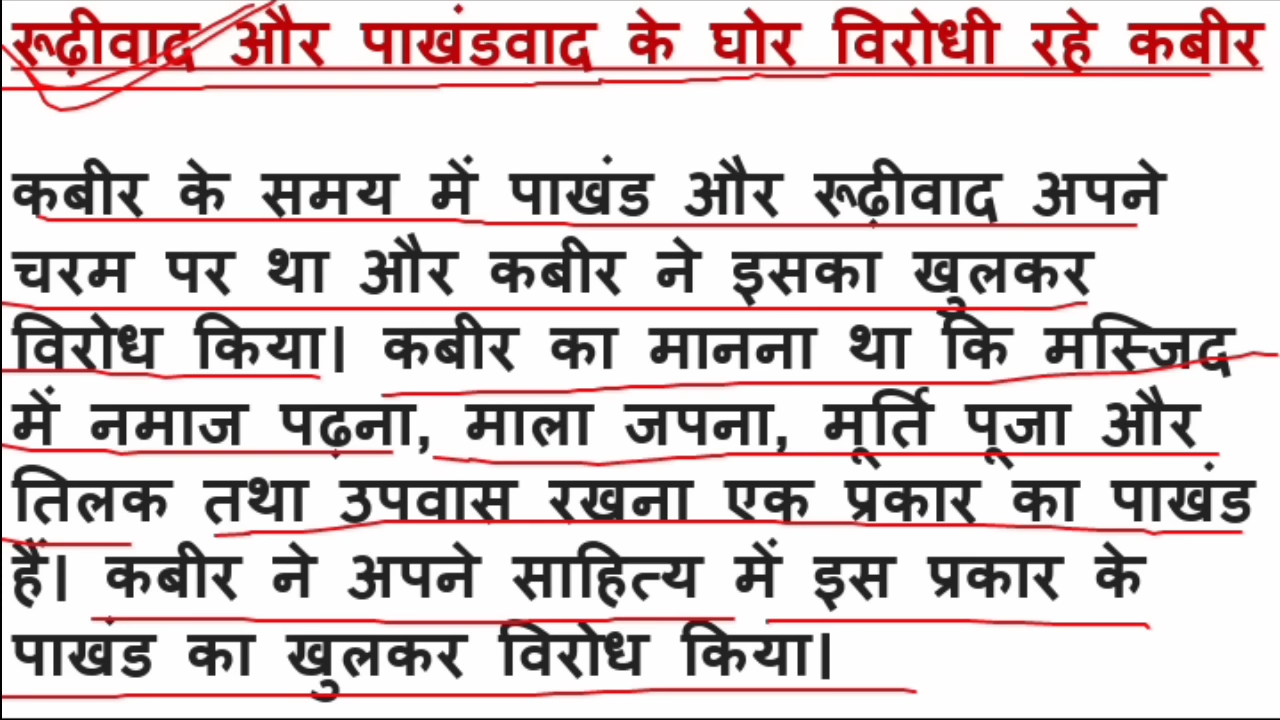 रूढ़ीवाद और पाखंडवाद के घोर विरोधी रहे कबीर
कबीर के समय में पाखंड और रूढ़ीवाद अपने
चरम पर था और कबीर ने इसका खुलकर
विरोध किया। कबीर का मानना था कि मस्जिद
में नमाज पढ़ना, माला जपना, मूर्ति पूजा और
तिलक तथा उपवास रखना एक प्रकार का पाखंड
हैं। कबीर ने अपने साहित्य में इस प्रकार के
पाखंड का खुलकर विरोध किया।